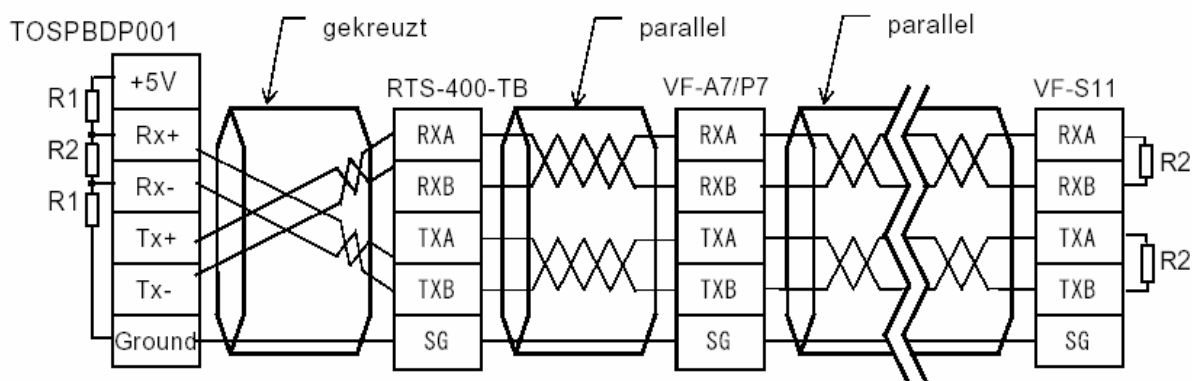 TOSPBDP001
gekreuzt
parallel
parallel
+5V
Rx+
Rx-
Tx+
Tx-
Ground
R1
R2
R1
RTS-400-TB
RXA
RXB
TXA
TXB
SG
VF-A7/P7
RXA
RXB
TXA
TXB
SG
VF-S11
RXA
RXB
TXA
TXB
SG
R2
R2